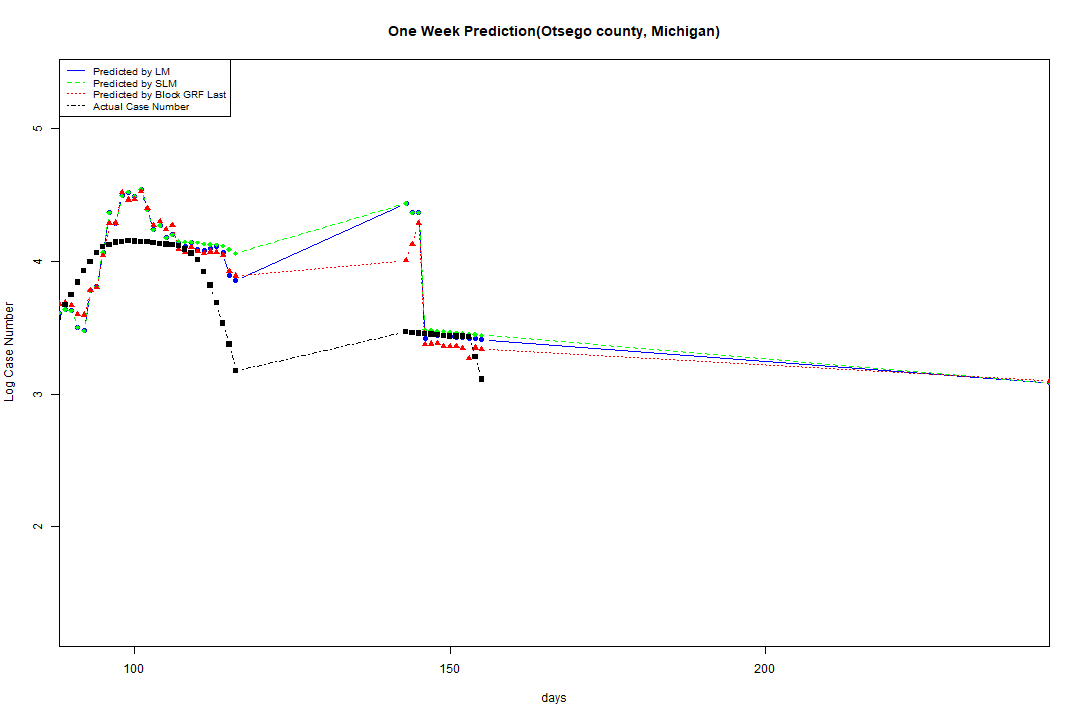 One Week Prediction(Otsego county, Michigan)
Predicted by LM
Predicted by SLM
Predicted by Block GRF Last
Actual Case Number
5
4
3
2
Log Case Number
100
150
200
days